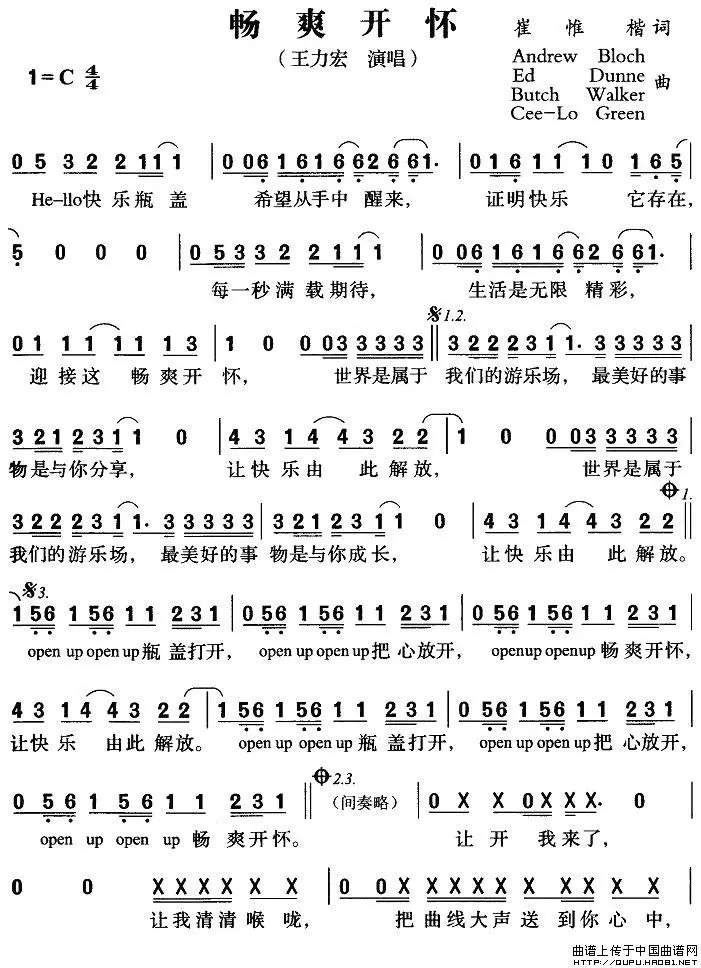 畅爽开怀
（王力宏 演唱）
崔惟楷词
Andrew Bloch
Ed Dunne
Butch Walker
Cee-Lo Green
曲
1=C 4/4
0 5 3 2 2 1 1 1 | 0 0 6 1 6 1 6 6 2 6 6 1. | 0 1 6 1 1 1 0 1 6 5
He-llo快乐瓶盖 希望从手中 醒来， 证明快乐 它存在，
5 0 0 0 | 0 5 3 3 2 2 1 1 1 1 | 0 0 6 1 6 1 6 6 2 6 6 1.
每一秒满载期待， 生活是无限 精彩，
𝄋1.2.
0 1 1 1 1 1 1 3 | 1 0 0 0 3 3 3 3 3 ‖ 3 2 2 2 3 1 1. 3 3 3 3 3
迎接这 畅爽开怀， 世界是属于 我们的游乐场， 最美好的事
3 2 1 2 3 1 1 0 | 4 3 1 4 4 3 2 2 | 1 0 0 0 3 3 3 3 3
物是与你分享， 让快乐由 此解放， 世界是属于
𝄌1.
3 2 2 2 3 1 1. 3 3 3 3 3 | 3 2 1 2 3 1 1 0 | 4 3 1 4 4 3 2 2 ‖
我们的游乐场， 最美好的事 物是与你成长， 让快乐由 此解放。
𝄋3.
1 5 6 1 5 6 1 1 2 3 1 | 0 5 6 1 5 6 1 1 2 3 1 | 0 5 6 1 5 6 1 1 2 3 1
open up open up瓶 盖打开， open up open up把 心放开， openup openup 畅爽开怀，
4 3 1 4 4 3 2 2 | 1 5 6 1 5 6 1 1 2 3 1 | 0 5 6 1 5 6 1 1 2 3 1
让快乐 由此解放。 open up open up 瓶 盖打开， open up open up 把 心放开，
𝄌2.3.
0 5 6 1 5 6 1 1 2 3 1 ‖ （间奏略） | 0 X X 0 X X X. 0
open up open up 畅爽开怀。 让开 我来了，
0 0 X X X X X X | 0 0 X X X X X X X X
让我清清喉咙， 把曲线大声送到你心中，
曲谱上传于中国曲谱网
HTTP://QUPU.HAO81.NET